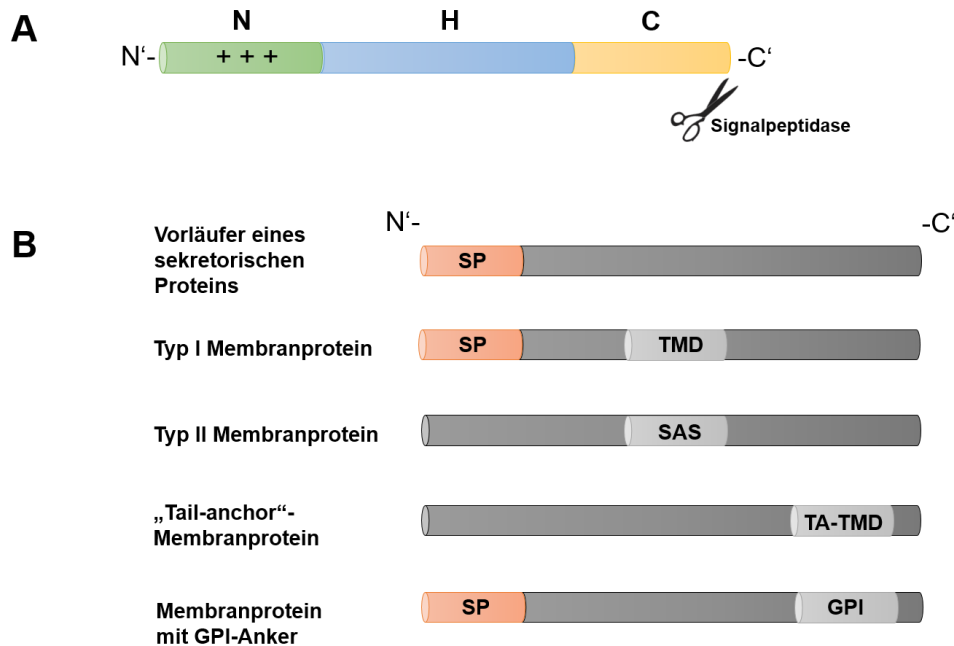 A
N H C
N‘- + + + -C‘
Signalpeptidase
N‘- -C‘
B
Vorläufer eines
sekretorischen
Proteins
SP
Typ I Membranprotein
SP TMD
Typ II Membranprotein
SAS
„Tail-anchor“-
Membranprotein
TA-TMD
Membranprotein
mit GPI-Anker
SP GPI